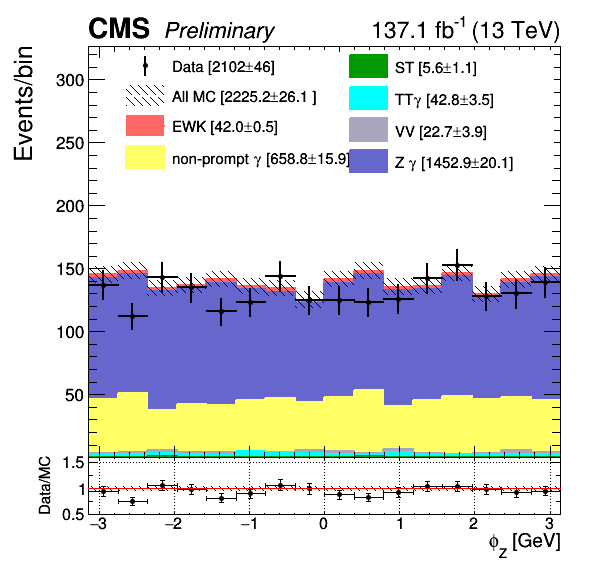 CMS Preliminary 137.1 fb⁻¹ (13 TeV)
Events/bin
Data [2102±46]
All MC [2225.2±26.1 ]
EWK [42.0±0.5]
non-prompt γ [658.8±15.9]
ST [5.6±1.1]
TTγ [42.8±3.5]
VV [22.7±3.9]
Z γ [1452.9±20.1]
300
250
200
150
100
50
Data/MC
1.5
1
0.5
−3 −2 −1 0 1 2 3
ϕ_Z [GeV]